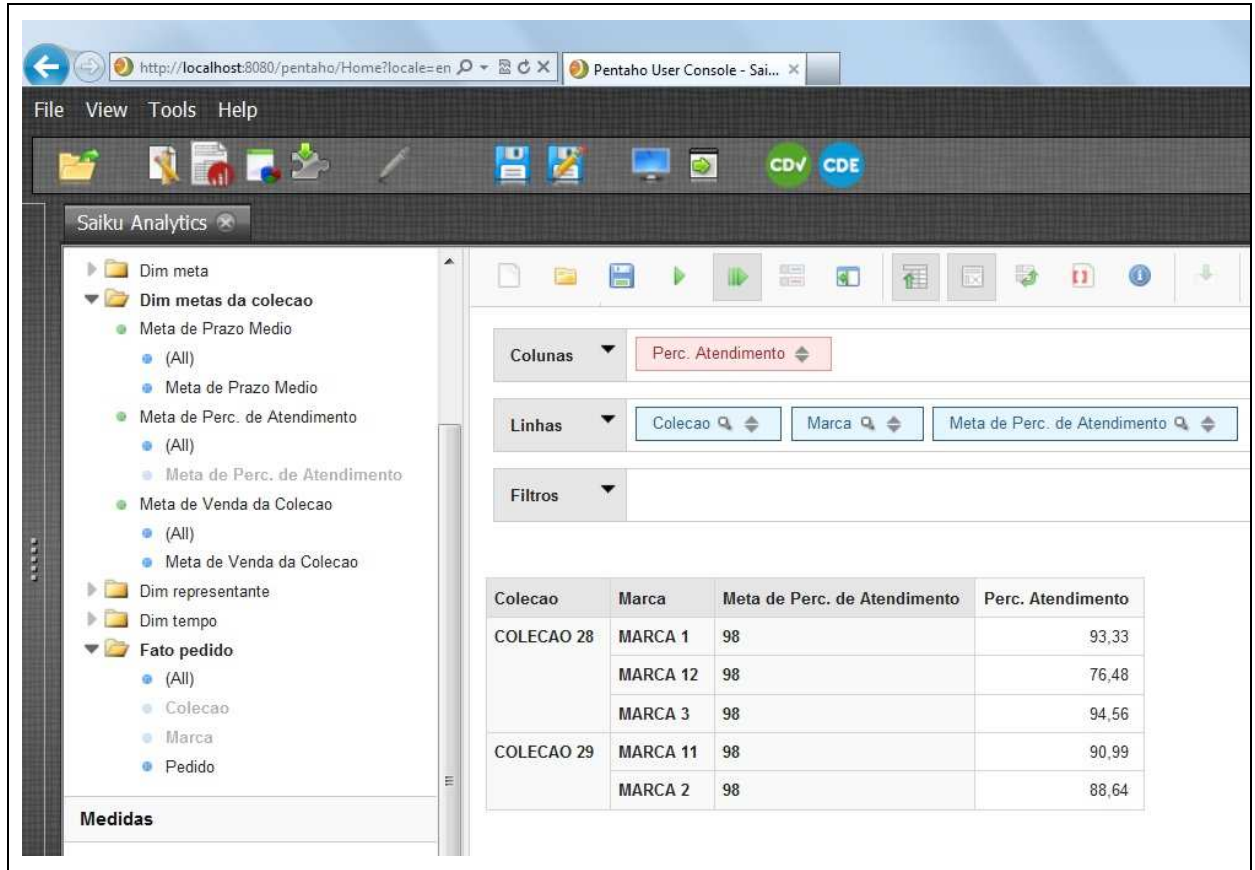 http://localhost:8080/pentaho/Home?locale=en
Pentaho User Console - Sai...
File View Tools Help
CDV CDE
Saiku Analytics
Dim meta
Dim metas da colecao
Meta de Prazo Medio
(All)
Meta de Prazo Medio
Meta de Perc. de Atendimento
(All)
Meta de Perc. de Atendimento
Meta de Venda da Colecao
(All)
Meta de Venda da Colecao
Dim representante
Dim tempo
Fato pedido
(All)
Colecao
Marca
Pedido
Medidas
Colunas Perc. Atendimento
Linhas Colecao Marca Meta de Perc. de Atendimento
Filtros
Colecao Marca Meta de Perc. de Atendimento Perc. Atendimento
COLECAO 28 MARCA 1 98 93,33
MARCA 12 98 76,48
MARCA 3 98 94,56
COLECAO 29 MARCA 11 98 90,99
MARCA 2 98 88,64